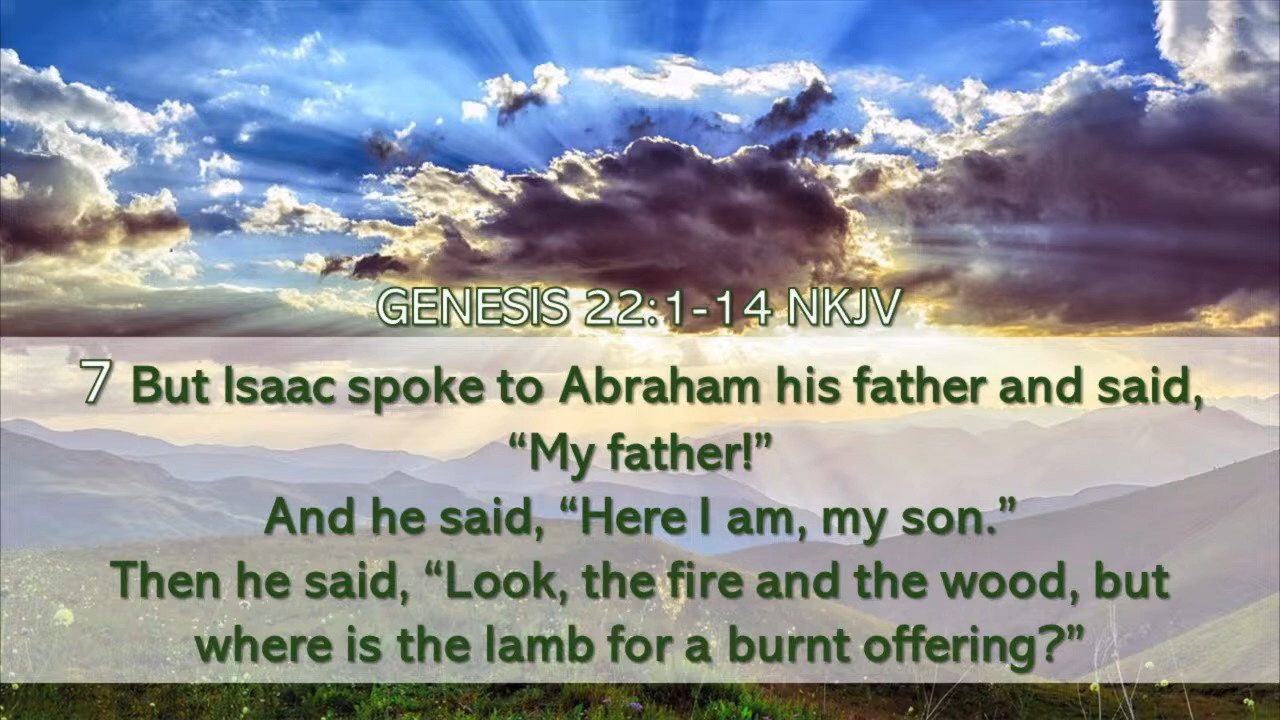 GENESIS 22:1-14 NKJV
7 But Isaac spoke to Abraham his father and said,
“My father!”
And he said, “Here I am, my son.”
Then he said, “Look, the fire and the wood, but
where is the lamb for a burnt offering?”